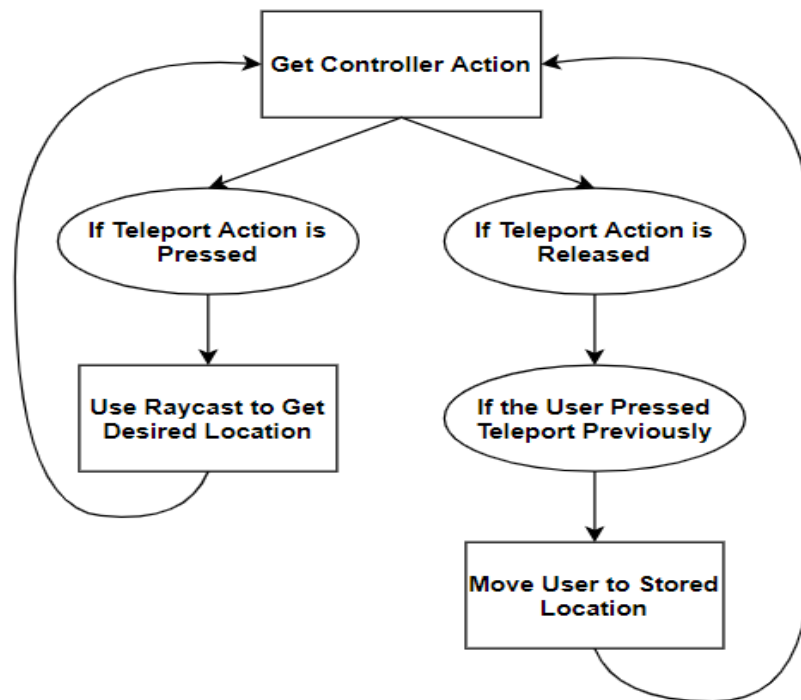 Get Controller Action
If Teleport Action is
Pressed
If Teleport Action is
Released
Use Raycast to Get
Desired Location
If the User Pressed
Teleport Previously
Move User to Stored
Location